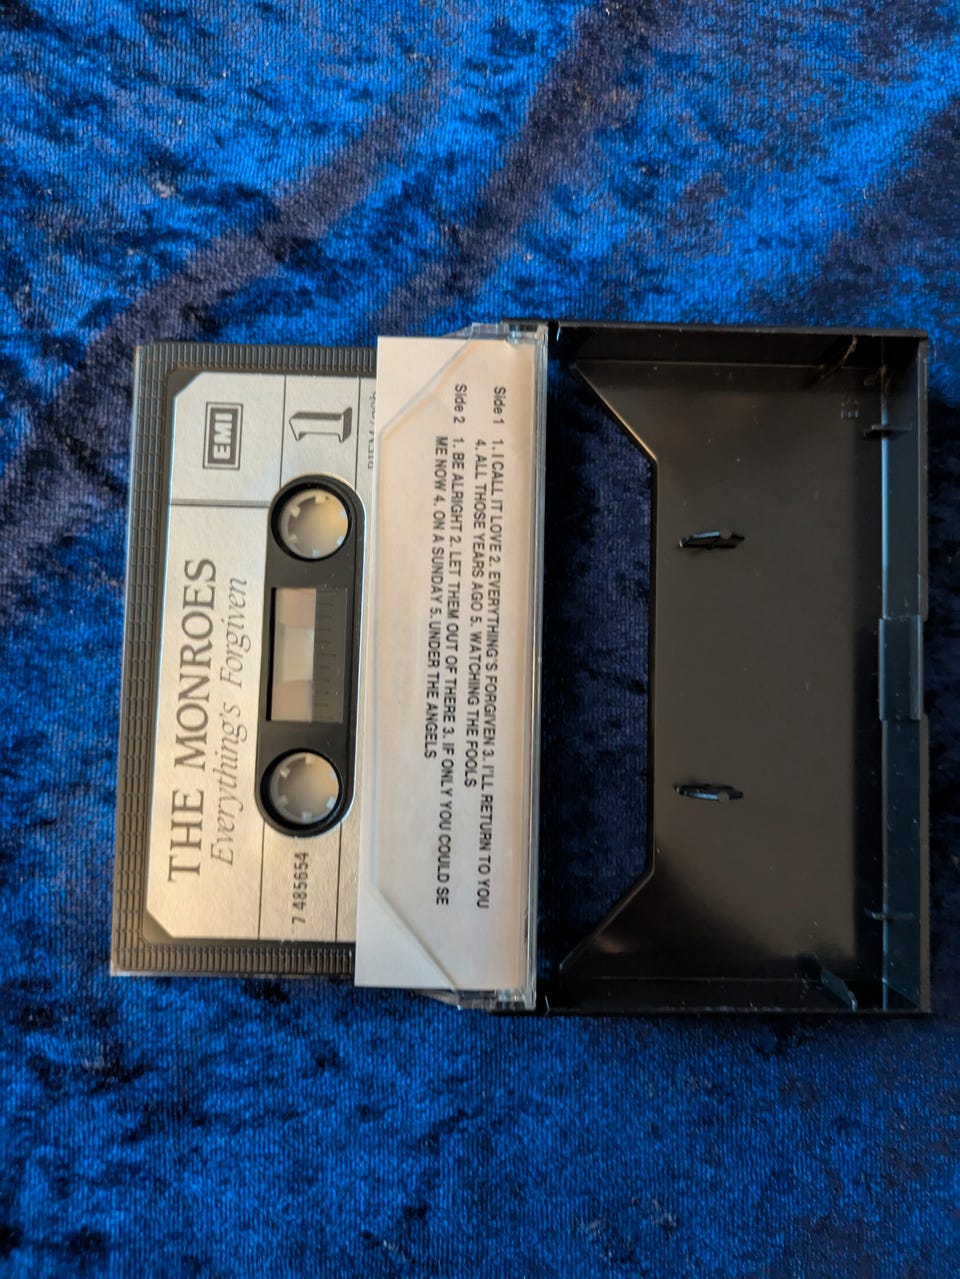 THE MONROES
Everything's Forgiven
EMI
1
7 485654
Side 1 1. I CALL IT LOVE 2. EVERYTHING'S FORGIVEN 3. I'LL RETURN TO YOU
4. ALL THOSE YEARS AGO 5. WATCHING THE FOOLS
Side 2 1. BE ALRIGHT 2. LET THEM OUT OF THERE 3. IF ONLY YOU COULD SE
ME NOW 4. ON A SUNDAY 5. UNDER THE ANGELS